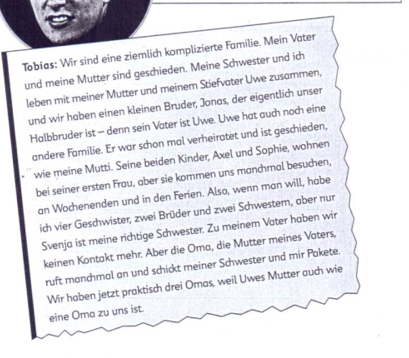 Tobias: Wir sind eine ziemlich komplizierte Familie. Mein Vater
und meine Mutter sind geschieden. Meine Schwester und ich
leben mit meiner Mutter und meinem Stiefvater Uwe zusammen,
und wir haben einen kleinen Bruder, Jonas, der eigentlich unser
Halbbruder ist – denn sein Vater ist Uwe. Uwe hat auch noch eine
andere Familie. Er war schon mal verheiratet und ist geschieden,
wie meine Mutti. Seine beiden Kinder, Axel und Sophie, wohnen
bei seiner ersten Frau, aber sie kommen uns manchmal besuchen,
an Wochenenden und in den Ferien. Also, wenn man will, habe
ich vier Geschwister, zwei Brüder und zwei Schwestern, aber nur
Svenja ist meine richtige Schwester. Zu meinem Vater haben wir
keinen Kontakt mehr. Aber die Oma, die Mutter meines Vaters,
ruft manchmal an und schickt meiner Schwester und mir Pakete.
Wir haben jetzt praktisch drei Omas, weil Uwes Mutter auch wie
eine Oma zu uns ist.